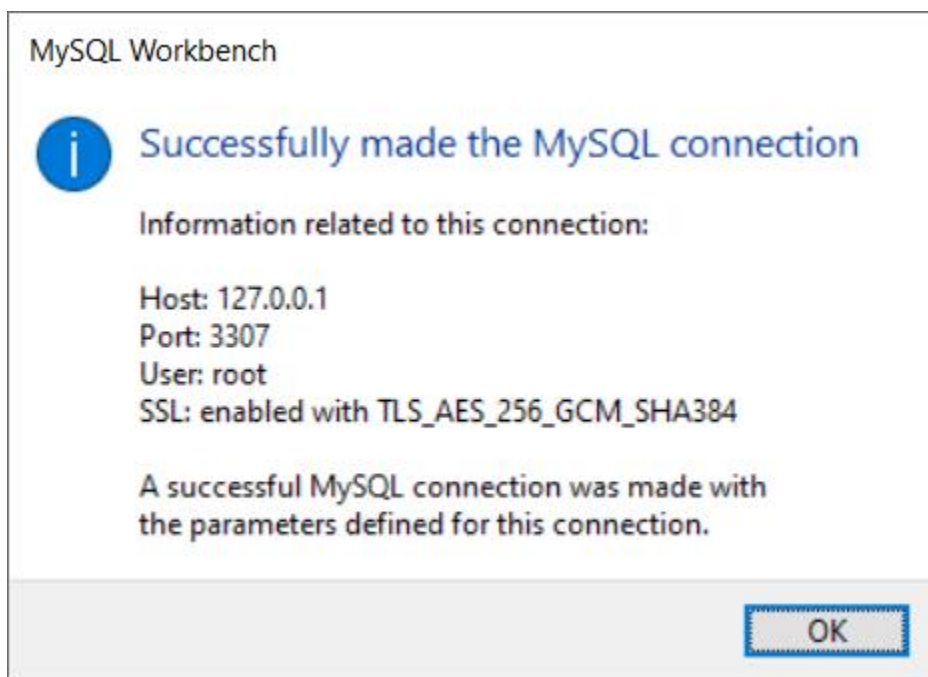 MySQL Workbench
i
Successfully made the MySQL connection
Information related to this connection:
Host: 127.0.0.1
Port: 3307
User: root
SSL: enabled with TLS_AES_256_GCM_SHA384
A successful MySQL connection was made with
the parameters defined for this connection.
OK